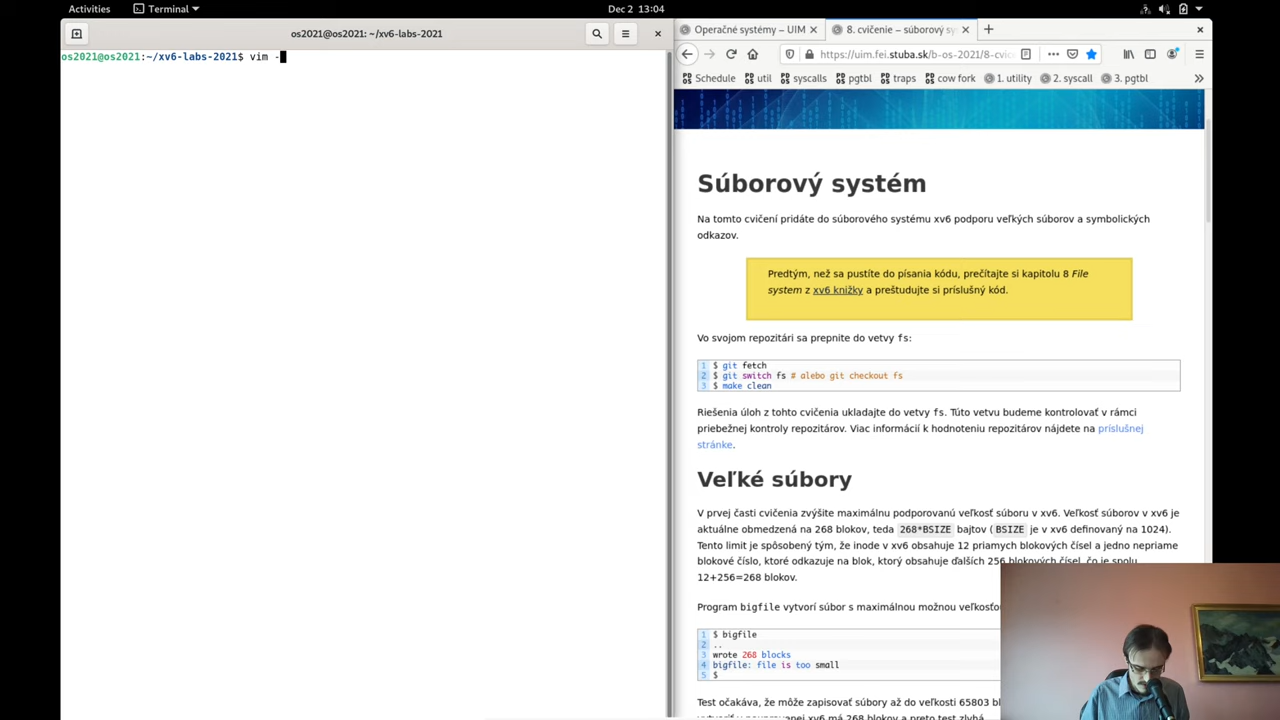 Activities
Terminal
Dec 2 13:04
os2021@os2021: ~/xv6-labs-2021
os2021@os2021:~/xv6-labs-2021$ vim -
Operačné systémy – UIM
8. cvičenie – súborový sy
https://uim.fei.stuba.sk/b-os-2021/8-cvič
Schedule
util
syscalls
pgtbl
traps
cow fork
1. utility
2. syscall
3. pgtbl
Súborový systém
Na tomto cvičení pridáte do súborového systému xv6 podporu veľkých súborov a symbolických
odkazov.
Predtým, než sa pustíte do písania kódu, prečítajte si kapitolu 8 File
system z xv6 knižky a preštudujte si príslušný kód.
Vo svojom repozitári sa prepnite do vetvy fs:
1 $ git fetch
2 $ git switch fs # alebo git checkout fs
3 $ make clean
Riešenia úloh z tohto cvičenia ukladajte do vetvy fs. Túto vetvu budeme kontrolovať v rámci
priebežnej kontroly repozitárov. Viac informácií k hodnoteniu repozitárov nájdete na príslušnej
stránke.
Veľké súbory
V prvej časti cvičenia zvýšite maximálnu podporovanú veľkosť súboru v xv6. Veľkosť súborov v xv6 je
aktuálne obmedzená na 268 blokov, teda 268*BSIZE bajtov ( BSIZE je v xv6 definovaný na 1024).
Tento limit je spôsobený tým, že inode v xv6 obsahuje 12 priamych blokových čísel a jedno nepriame
blokové číslo, ktoré odkazuje na blok, ktorý obsahuje ďalších 256 blokových čísel, čo je spolu
12+256=268 blokov.
Program bigfile vytvorí súbor s maximálnou možnou veľkosťou
1 $ bigfile
2 ..
3 wrote 268 blocks
4 bigfile: file is too small
5 $
Test očakáva, že môže zapisovať súbory až do veľkosti 65803 bl
xv6 má 268 blokov a preto test zlyhá.